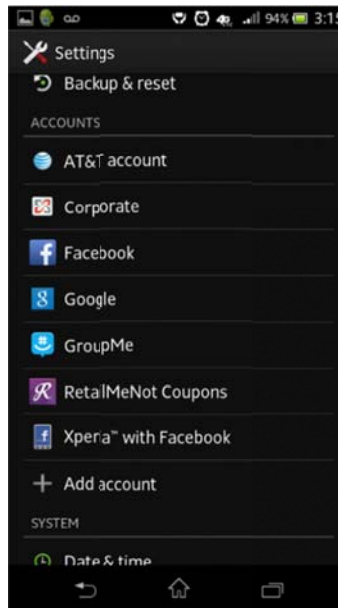 94% 3:15
Settings
Backup & reset
ACCOUNTS
AT&T account
Corporate
Facebook
Google
GroupMe
RetailMeNot Coupons
Xperia™ with Facebook
Add account
SYSTEM
Date & time